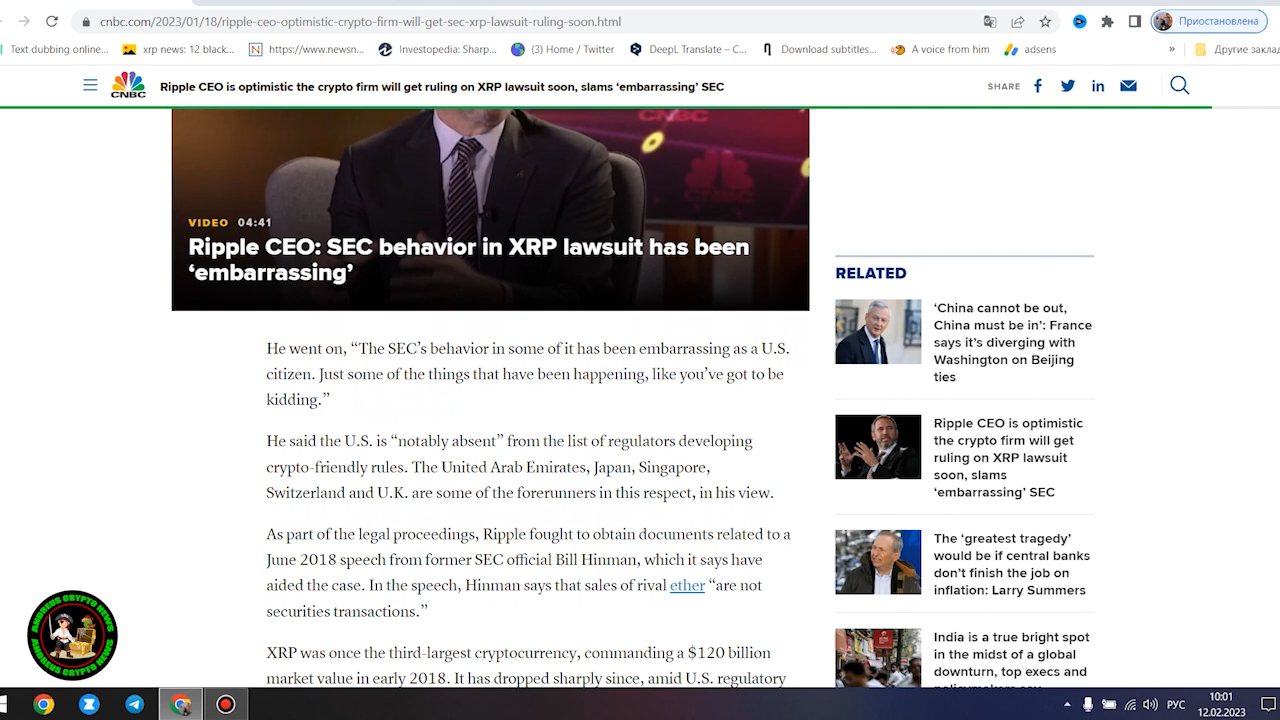 cnbc.com/2023/01/18/ripple-ceo-optimistic-crypto-firm-will-get-sec-xrp-lawsuit-ruling-soon.html
Приостановлена
Text dubbing online...
xrp news: 12 black...
https://www.newsn...
Investopedia: Sharp...
(3) Home / Twitter
DeepL Translate – C...
Download subtitles...
A voice from him
adsens
»
Другие закла
CNBC
Ripple CEO is optimistic the crypto firm will get ruling on XRP lawsuit soon, slams ‘embarrassing’ SEC
SHARE
CNBC
VIDEO 04:41
Ripple CEO: SEC behavior in XRP lawsuit has been
‘embarrassing’
He went on, “The SEC’s behavior in some of it has been embarrassing as a U.S.
citizen. Just some of the things that have been happening, like you’ve got to be
kidding.”
He said the U.S. is “notably absent” from the list of regulators developing
crypto-friendly rules. The United Arab Emirates, Japan, Singapore,
Switzerland and U.K. are some of the forerunners in this respect, in his view.
As part of the legal proceedings, Ripple fought to obtain documents related to a
June 2018 speech from former SEC official Bill Hinman, which it says have
aided the case. In the speech, Hinman says that sales of rival ether “are not
securities transactions.”
XRP was once the third-largest cryptocurrency, commanding a $120 billion
market value in early 2018. It has dropped sharply since, amid U.S. regulatory
RELATED
‘China cannot be out,
China must be in’: France
says it’s diverging with
Washington on Beijing
ties
Ripple CEO is optimistic
the crypto firm will get
ruling on XRP lawsuit
soon, slams
‘embarrassing’ SEC
The ‘greatest tragedy’
would be if central banks
don’t finish the job on
inflation: Larry Summers
India is a true bright spot
in the midst of a global
downturn, top execs and
ANDREUS CRYPTO NEWS
ANDREUS CRYPTO NEWS
РУС
10:01
12.02.2023